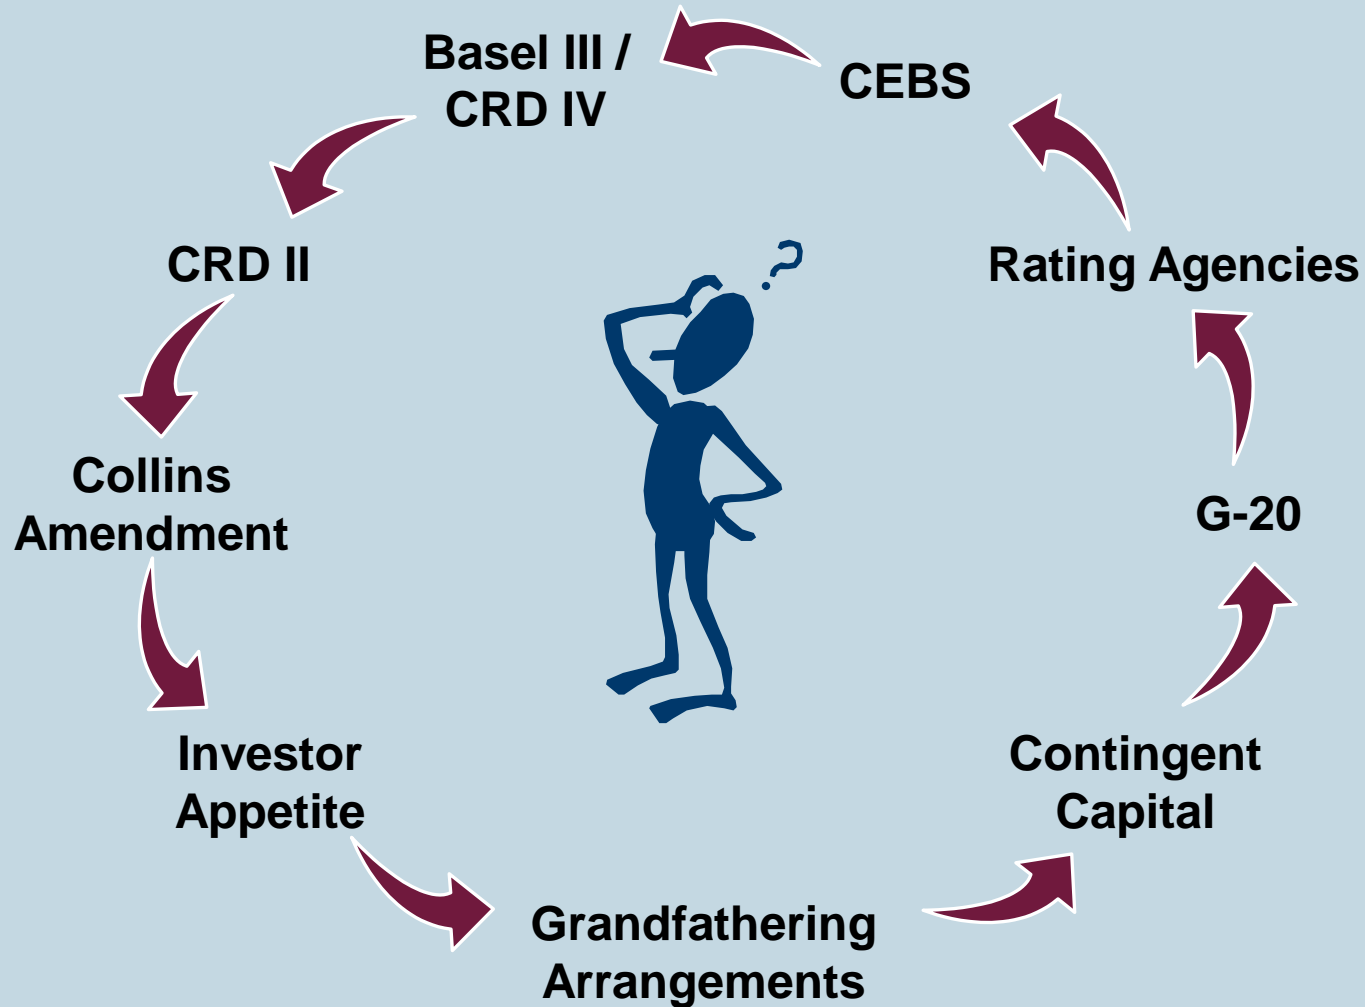 Basel III /
CRD IV
CEBS
CRD II
Rating Agencies
?
Collins
Amendment
G-20
Investor
Appetite
Contingent
Capital
Grandfathering
Arrangements